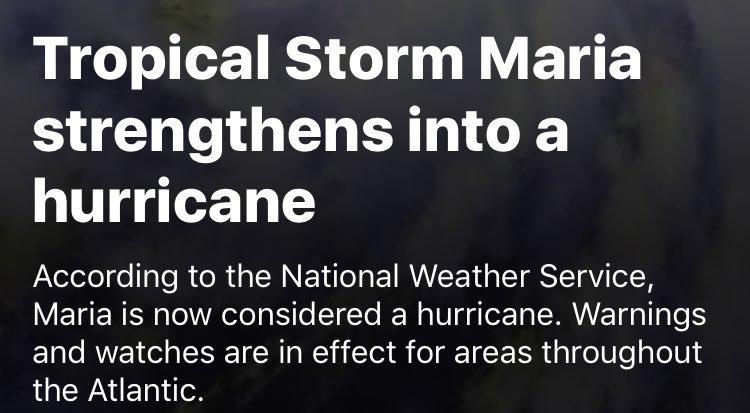 Tropical Storm Maria
strengthens into a
hurricane
According to the National Weather Service,
Maria is now considered a hurricane. Warnings
and watches are in effect for areas throughout
the Atlantic.